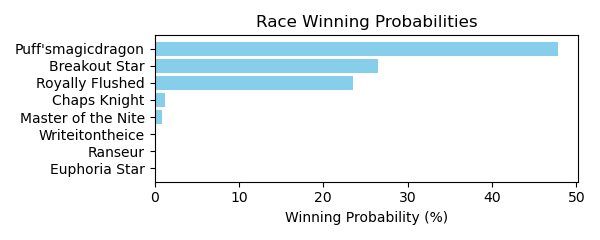 Race Winning Probabilities
Puff'smagicdragon
Breakout Star
Royally Flushed
Chaps Knight
Master of the Nite
Writeitontheice
Ranseur
Euphoria Star
0 10 20 30 40 50
Winning Probability (%)